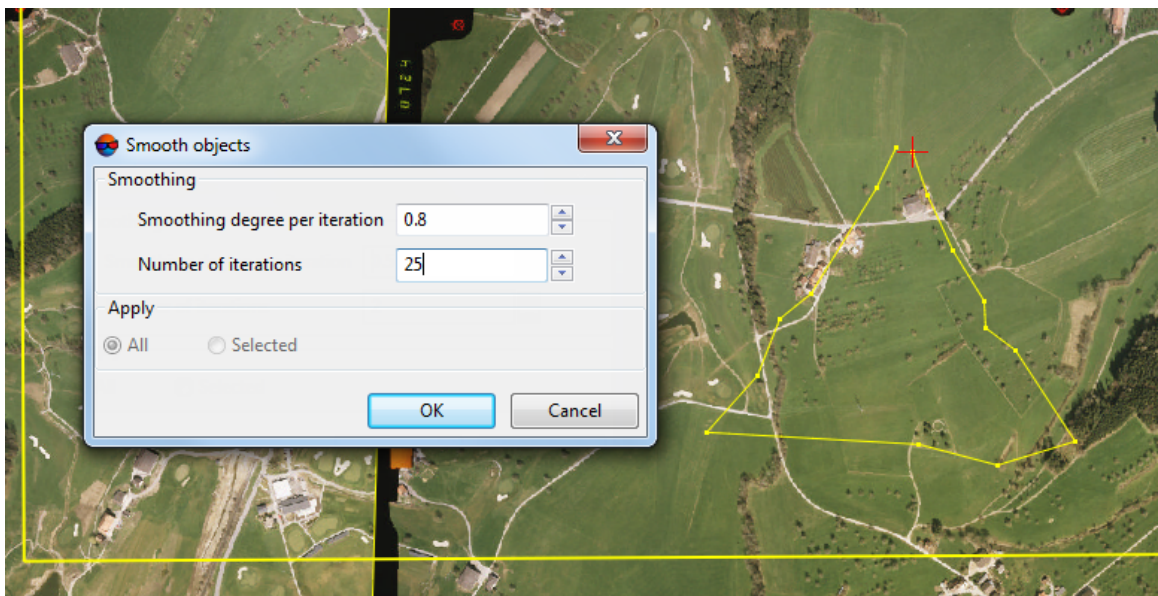 Smooth objects
Smoothing
Smoothing degree per iteration 0.8
Number of iterations 25
Apply
All Selected
OK Cancel